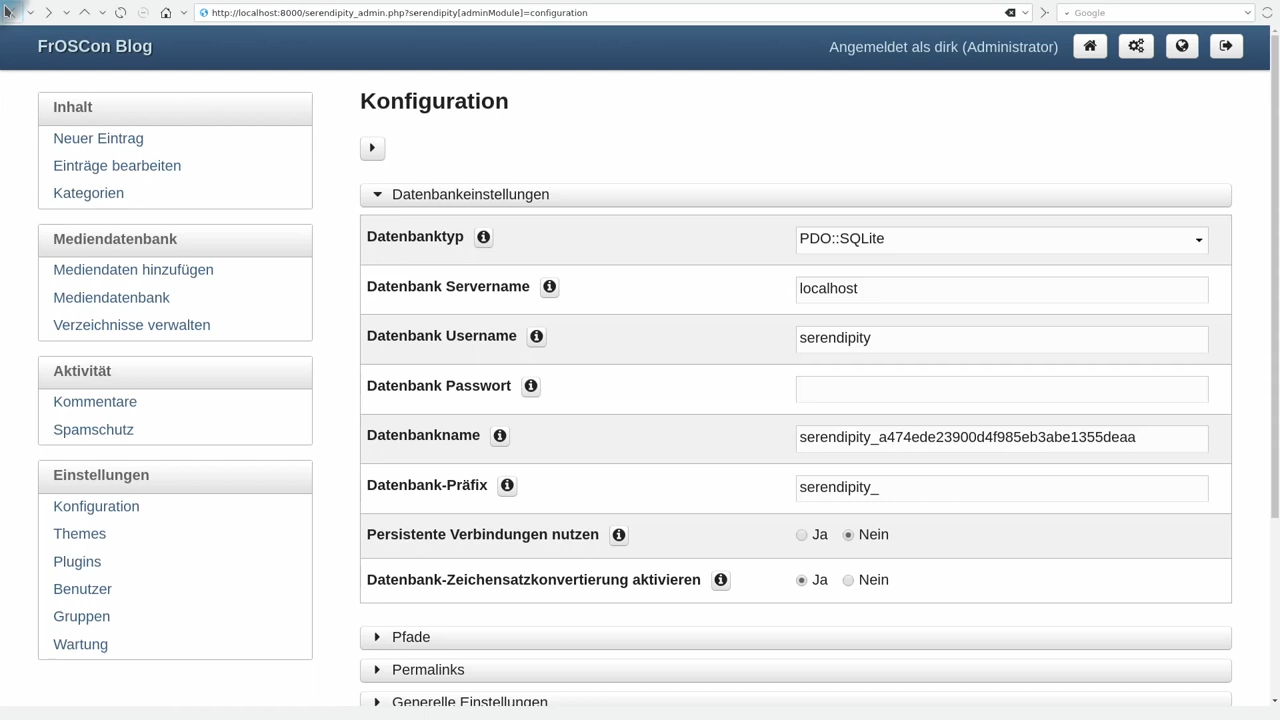 http://localhost:8000/serendipity_admin.php?serendipity[adminModule]=configuration
Google
FrOSCon Blog
Angemeldet als dirk (Administrator)
Inhalt
Neuer Eintrag
Einträge bearbeiten
Kategorien
Mediendatenbank
Mediendaten hinzufügen
Mediendatenbank
Verzeichnisse verwalten
Aktivität
Kommentare
Spamschutz
Einstellungen
Konfiguration
Themes
Plugins
Benutzer
Gruppen
Wartung
Konfiguration
Datenbankeinstellungen
Datenbanktyp
PDO::SQLite
Datenbank Servername
localhost
Datenbank Username
serendipity
Datenbank Passwort
Datenbankname
serendipity_a474ede23900d4f985eb3abe1355deaa
Datenbank-Präfix
serendipity_
Persistente Verbindungen nutzen
Ja Nein
Datenbank-Zeichensatzkonvertierung aktivieren
Ja Nein
Pfade
Permalinks
Generelle Einstellungen